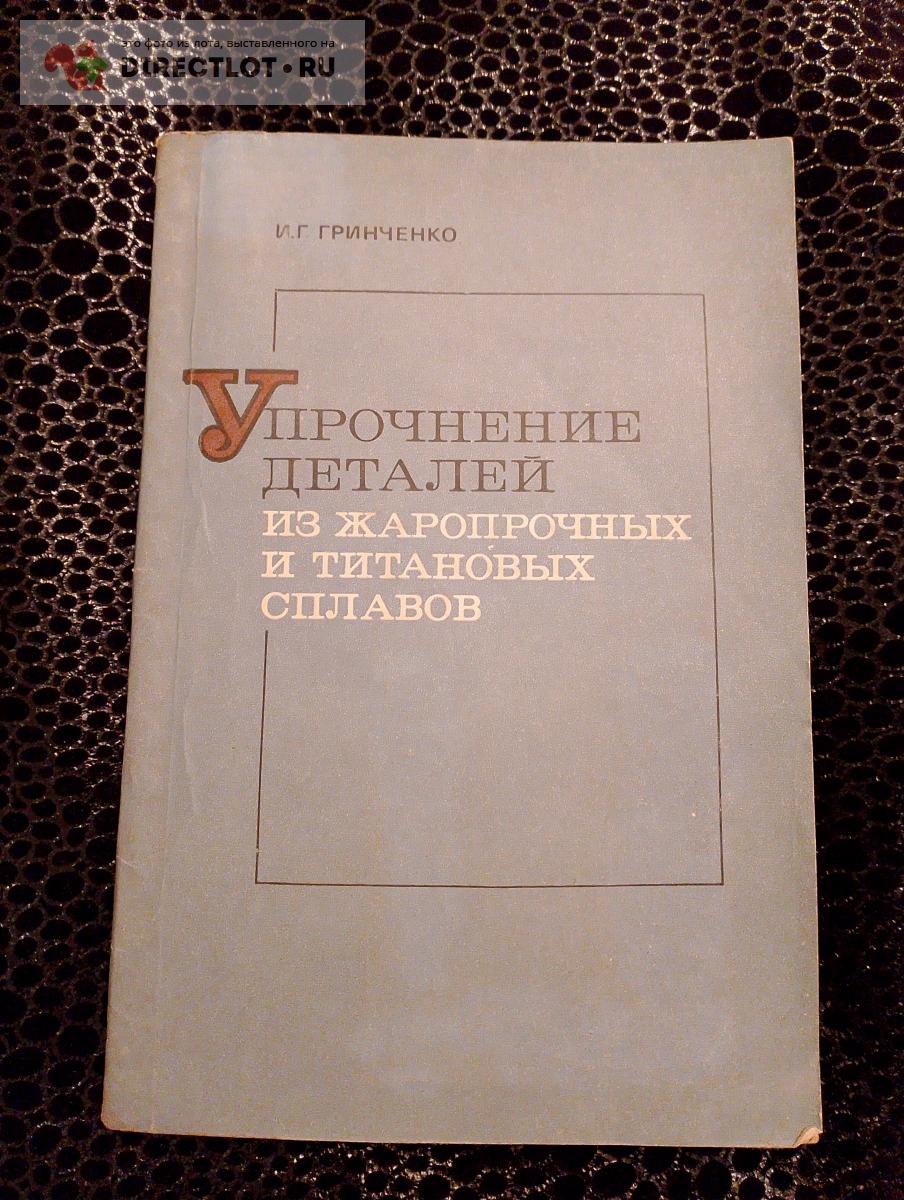 это фото из лота, выставленного на
DIRECTLOT.RU
И.Г. ГРИНЧЕНКО
УПРОЧНЕНИЕ
ДЕТАЛЕЙ
ИЗ ЖАРОПРОЧНЫХ
И ТИТАНОВЫХ
СПЛАВОВ